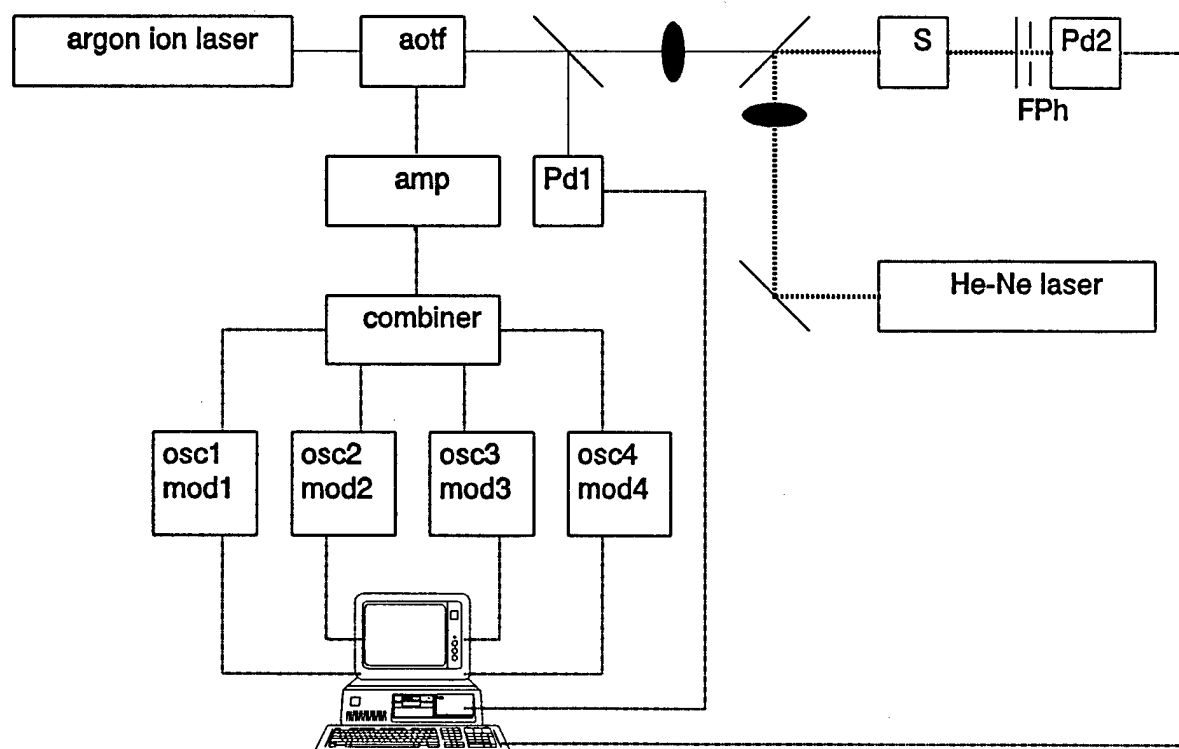 argon ion laser
aotf
S
Pd2
FPh
amp
Pd1
He-Ne laser
combiner
osc1
mod1
osc2
mod2
osc3
mod3
osc4
mod4